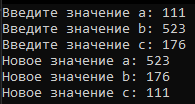 Введите значение a: 111
Введите значение b: 523
Введите значение c: 176
Новое значение a: 523
Новое значение b: 176
Новое значение c: 111